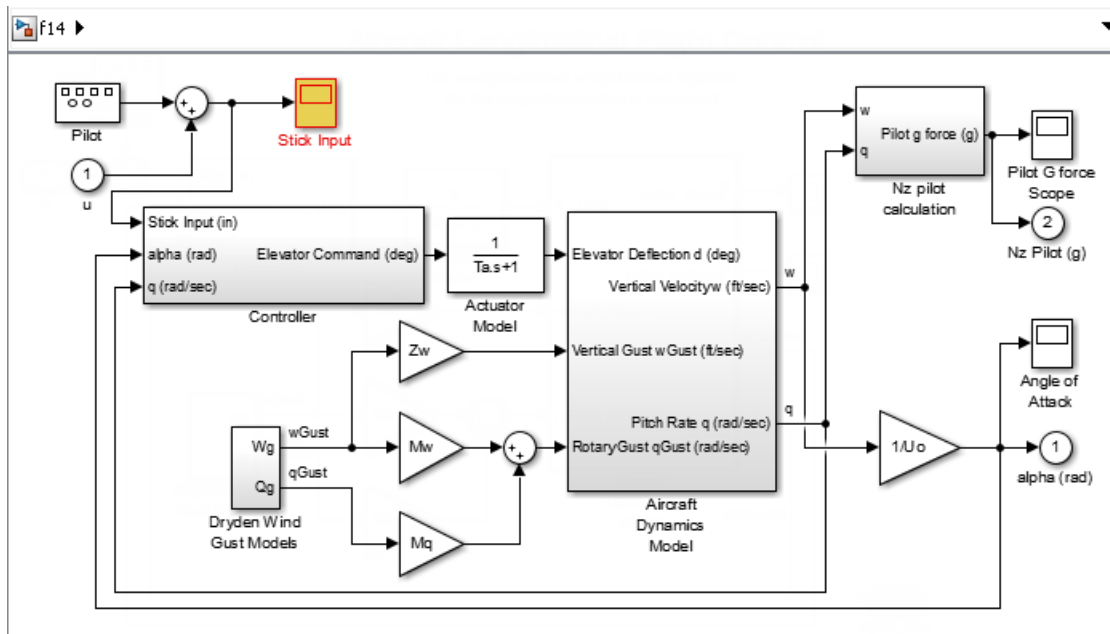 f14
Pilot
1
u
Stick Input
Stick Input (in)
alpha (rad)
q (rad/sec)
Elevator Command (deg)
Controller
1
Ta.s+1
Actuator
Model
Elevator Deflection d (deg)
Vertical Velocityw (ft/sec)
Vertical Gust wGust (ft/sec)
Pitch Rate q (rad/sec)
RotaryGust qGust (rad/sec)
Aircraft
Dynamics
Model
w
q
w
q
Pilot g force (g)
Nz pilot
calculation
Pilot G force
Scope
2
Nz Pilot (g)
Angle of
Attack
1/Uo
1
alpha (rad)
Zw
Mw
Mq
Wg
Qg
wGust
qGust
Dryden Wind
Gust Models